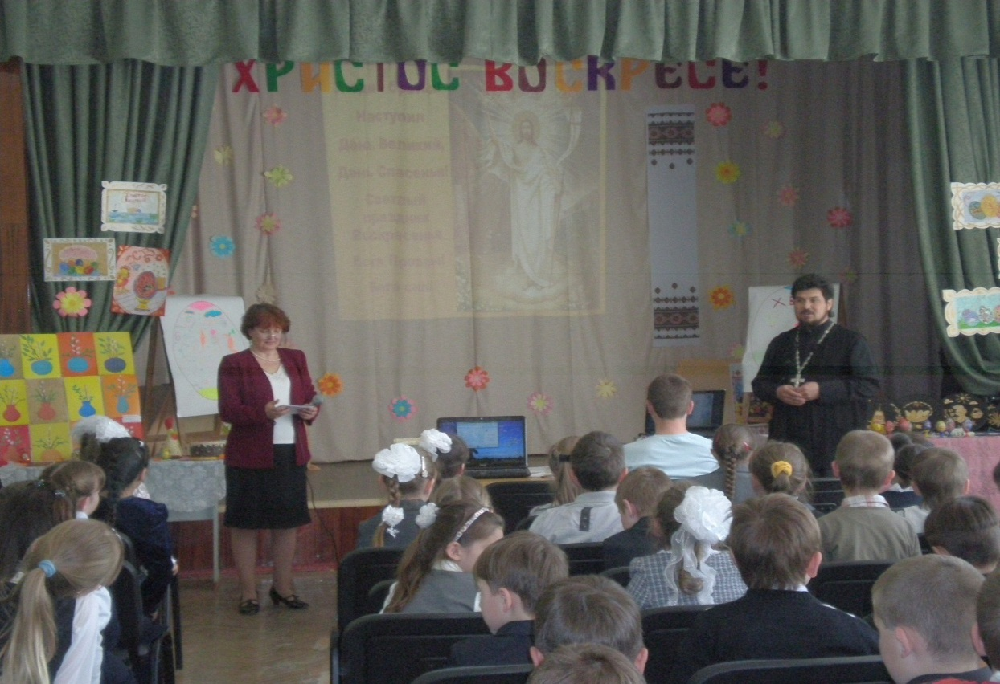 ХРИСТОС ВОСКРЕСЕ!
Наступил
День Великий,
День Спасенья!
Светлый
праздник
Воскресенья
Х В